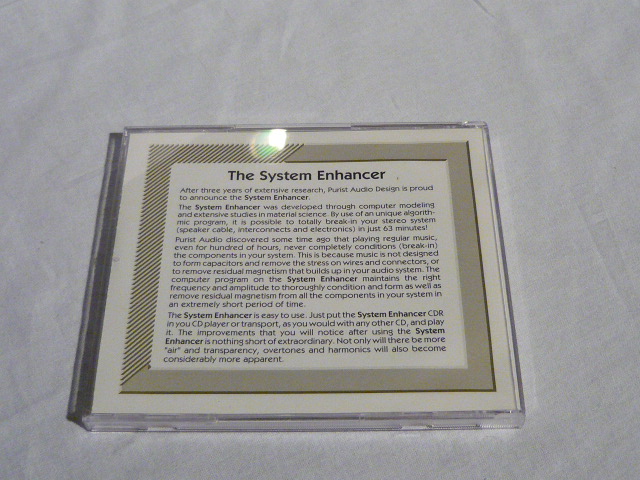 The System Enhancer
After three years of extensive research, Purist Audio Design is proud
to announce the System Enhancer.
The System Enhancer was developed through computer modeling
and extensive studies in material science. By use of an unique algorith-
mic program, it is possible to totally break-in your stereo system
(speaker cable, interconnects and electronics) in just 63 minutes!
Purist Audio discovered some time ago that playing regular music,
even for hundred of hours, never completely conditions (break-in)
the components in your system. This is because music is not designed
to form capacitors and remove the stress on wires and connectors, or
to remove residual magnetism that builds up in your audio system. The
computer program on the System Enhancer maintains the right
frequency and amplitude to thoroughly condition and form as well as
remove residual magnetism from all the components in your system in
an extremely short period of time.
The System Enhancer is easy to use. Just put the System Enhancer CDR
in you CD player or transport, as you would with any other CD, and play
it. The improvements that you will notice after using the System
Enhancer is nothing short of extraordinary. Not only will there be more
"air" and transparency, overtones and harmonics will also become
considerably more apparent.